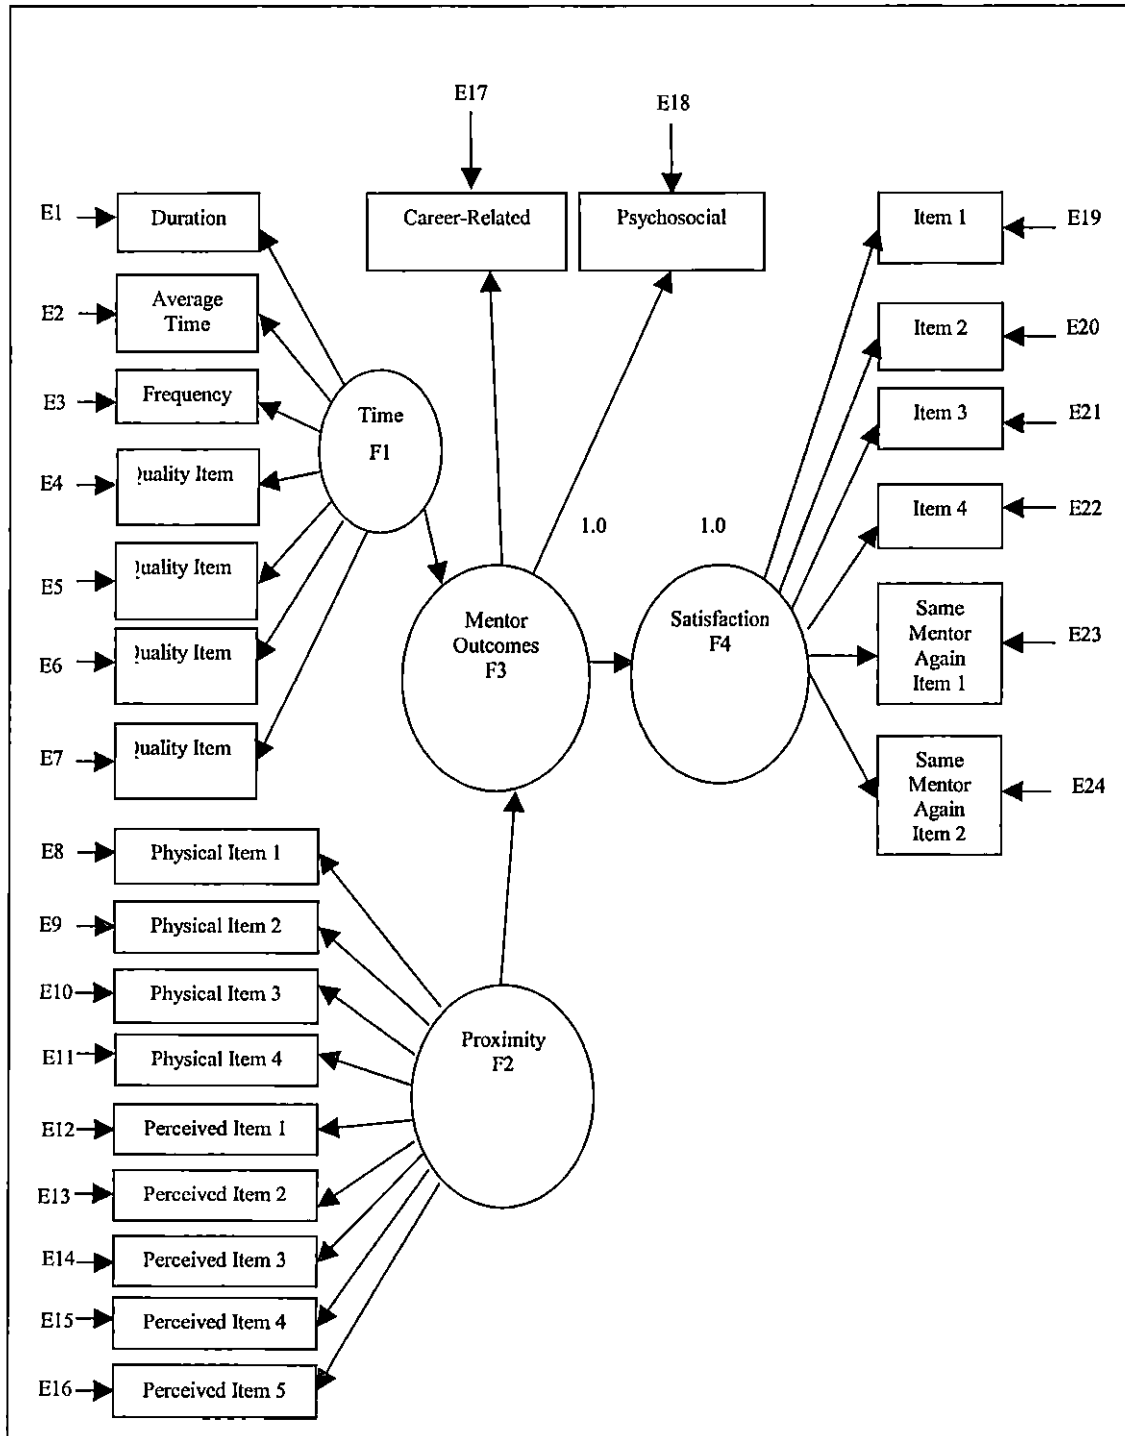 E17
E18
E1
Duration
Career-Related
Psychosocial
Item 1
E19
E2
Average
Time
Item 2
E20
E3
Frequency
Time
F1
Item 3
E21
E4
uality Item
Item 4
E22
1.0
1.0
E5
uality Item
Mentor
Outcomes
F3
Satisfaction
F4
Same
Mentor
Again
Item 1
E23
E6
uality Item
E7
uality Item
Same
Mentor
Again
Item 2
E24
E8
Physical Item 1
E9
Physical Item 2
E10
Physical Item 3
E11
Physical Item 4
Proximity
F2
E12
Perceived Item 1
E13
Perceived Item 2
E14
Perceived Item 3
E15
Perceived Item 4
E16
Perceived Item 5